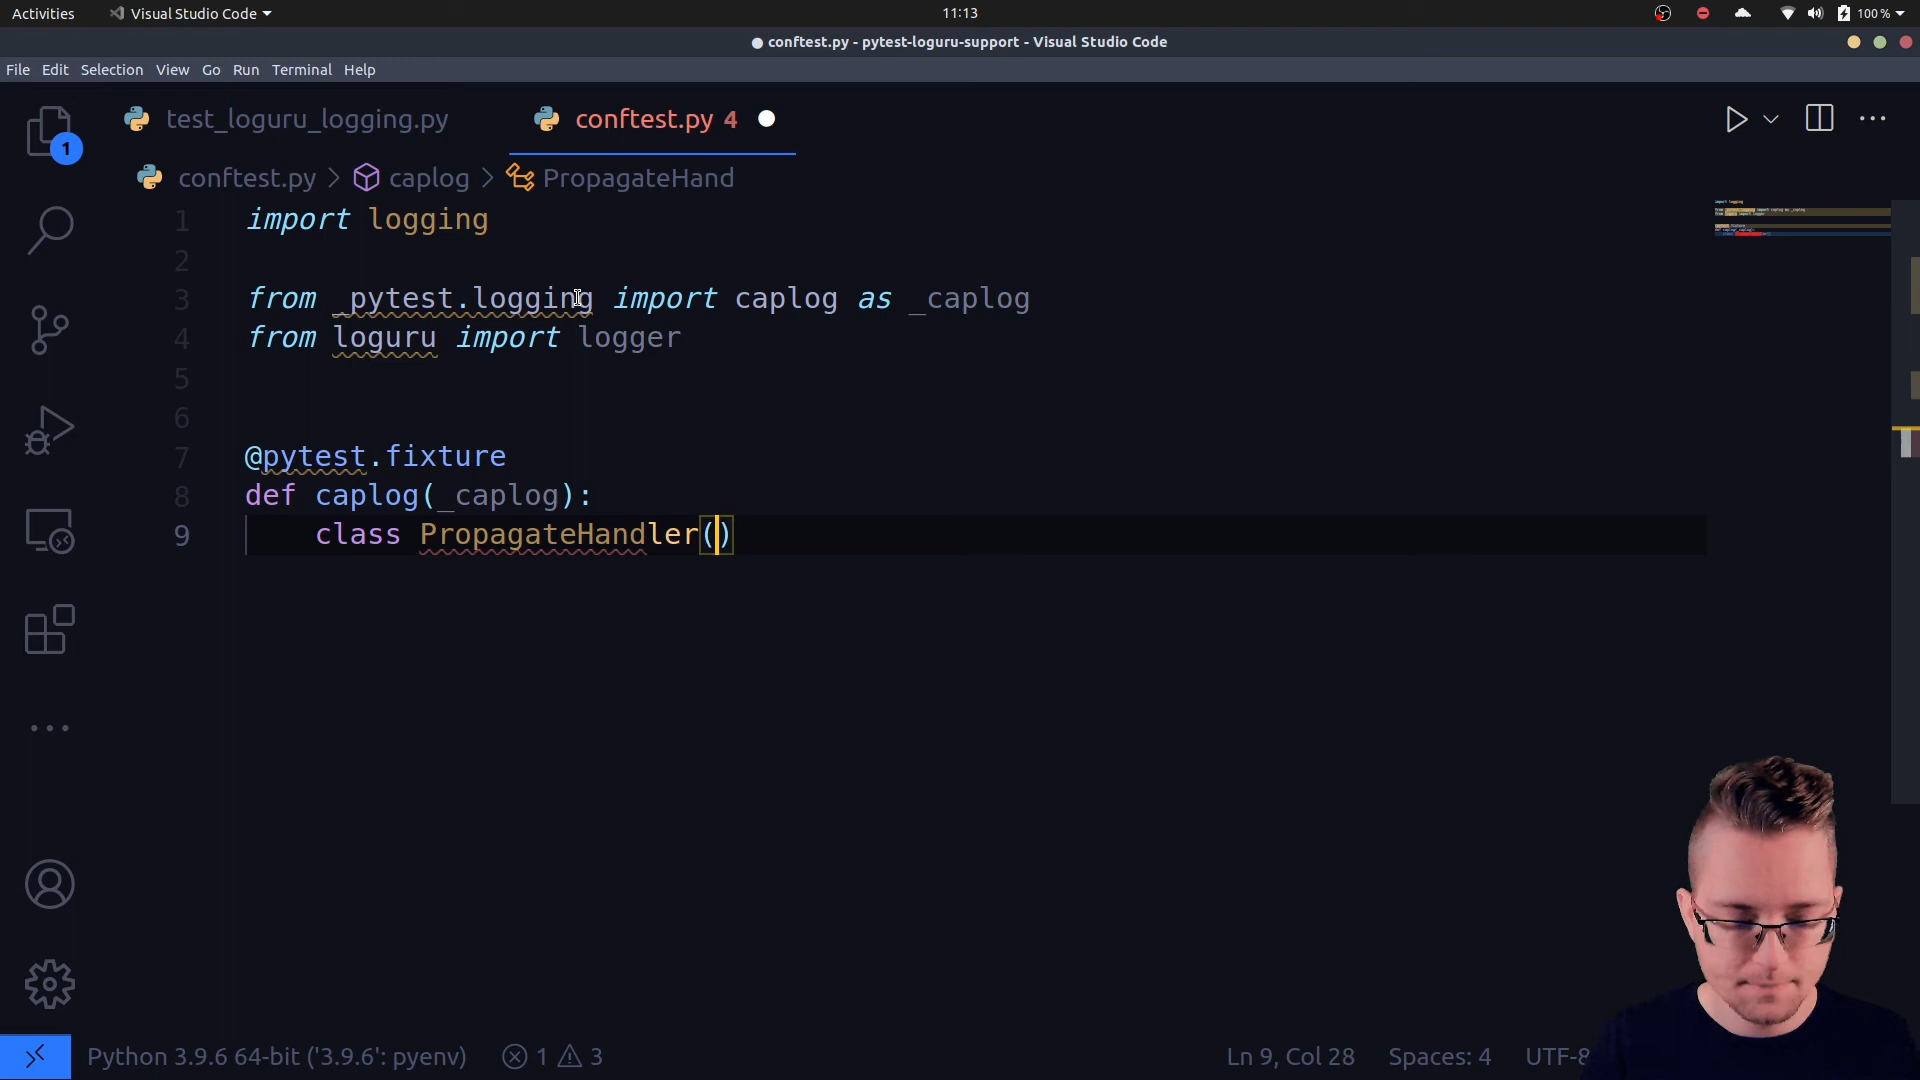 Activities
Visual Studio Code
11:13
100 %
● conftest.py - pytest-loguru-support - Visual Studio Code
File Edit Selection View Go Run Terminal Help
test_loguru_logging.py
conftest.py 4
conftest.py > caplog > PropagateHand
1 import logging
2
3 from _pytest.logging import caplog as _caplog
4 from loguru import logger
5
6
7 @pytest.fixture
8 def caplog(_caplog):
9 class PropagateHandler()
1
Python 3.9.6 64-bit ('3.9.6': pyenv)
1
3
Ln 9, Col 28
Spaces: 4
UTF-8